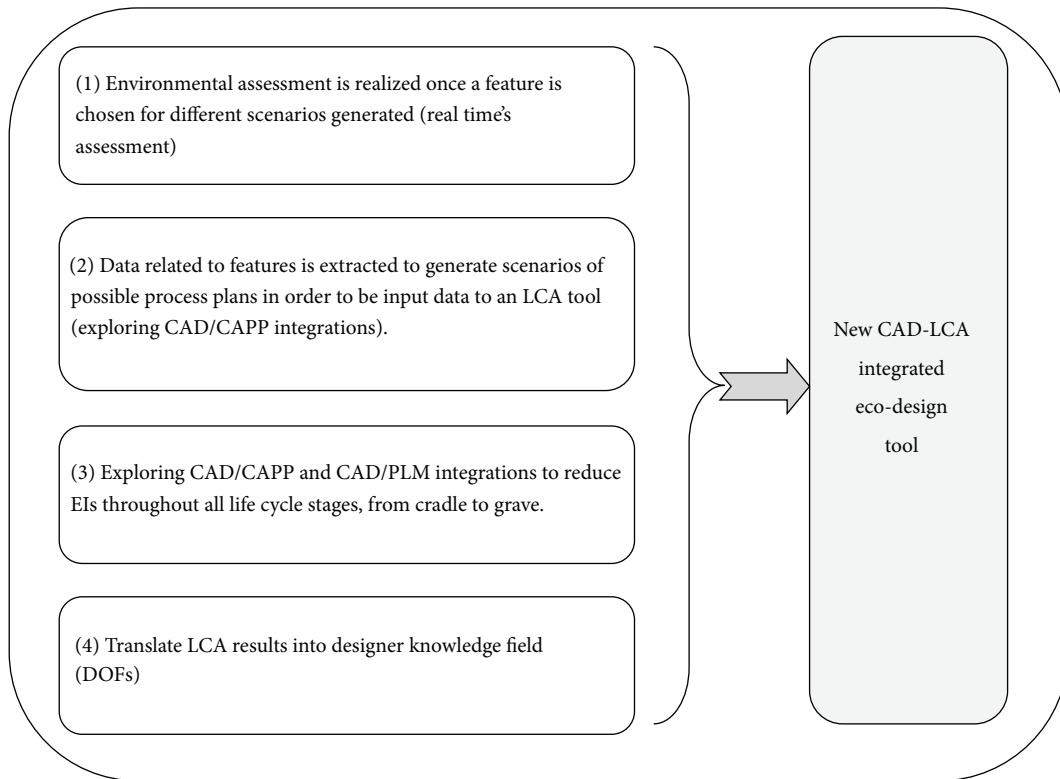 (1) Environmental assessment is realized once a feature is
chosen for different scenarios generated (real time's
assessment)
(2) Data related to features is extracted to generate scenarios of
possible process plans in order to be input data to an LCA tool
(exploring CAD/CAPP integrations).
(3) Exploring CAD/CAPP and CAD/PLM integrations to reduce
EIs throughout all life cycle stages, from cradle to grave.
(4) Translate LCA results into designer knowledge field
(DOFs)
New CAD-LCA
integrated
eco-design
tool